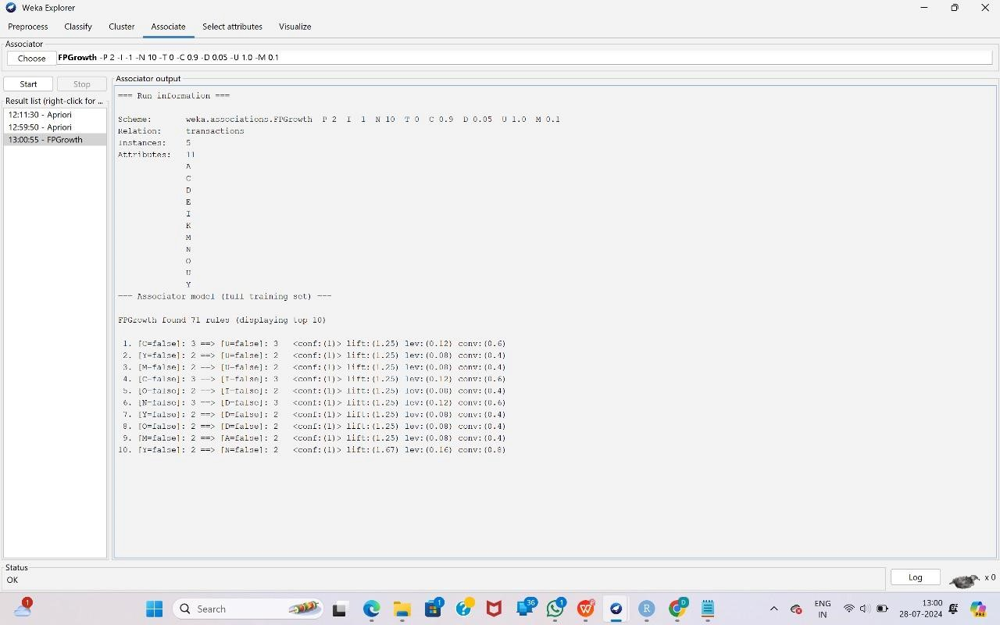 Weka Explorer
Preprocess Classify Cluster Associate Select attributes Visualize
Associator
Choose FPGrowth -P 2 -I -1 -N 10 -T 0 -C 0.9 -D 0.05 -U 1.0 -M 0.1
Start Stop
Result list (right-click for ...
12:11:30 - Apriori
12:59:50 - Apriori
13:00:55 - FPGrowth
Associator output
=== Run information ===
Scheme: weka.associations.FPGrowth P 2 I 1 N 10 T 0 C 0.9 D 0.05 U 1.0 M 0.1
Relation: transactions
Instances: 5
Attributes: 11
A
C
D
E
I
K
M
N
O
U
Y
=== Associator model (full training set) ===
FPGrowth found 71 rules (displaying top 10)
1. [C=false]: 3 ==> [U=false]: 3 <conf:(1)> lift:(1.25) lev:(0.12) conv:(0.6)
2. [Y=false]: 2 ==> [U=false]: 2 <conf:(1)> lift:(1.25) lev:(0.08) conv:(0.4)
3. [M=false]: 2 ==> [U=false]: 2 <conf:(1)> lift:(1.25) lev:(0.08) conv:(0.4)
4. [C=false]: 3 ==> [I=false]: 3 <conf:(1)> lift:(1.25) lev:(0.12) conv:(0.6)
5. [O=false]: 2 ==> [I=false]: 2 <conf:(1)> lift:(1.25) lev:(0.08) conv:(0.4)
6. [N=false]: 3 ==> [D=false]: 3 <conf:(1)> lift:(1.25) lev:(0.12) conv:(0.6)
7. [Y=false]: 2 ==> [D=false]: 2 <conf:(1)> lift:(1.25) lev:(0.08) conv:(0.4)
8. [O=false]: 2 ==> [D=false]: 2 <conf:(1)> lift:(1.25) lev:(0.08) conv:(0.4)
9. [M=false]: 2 ==> [A=false]: 2 <conf:(1)> lift:(1.25) lev:(0.08) conv:(0.4)
10. [Y=false]: 2 ==> [N=false]: 2 <conf:(1)> lift:(1.67) lev:(0.16) conv:(0.8)
Status
OK
Log x 0
1 Search 1 36 1 D R
ENG
IN
13:00
28-07-2024
PRE